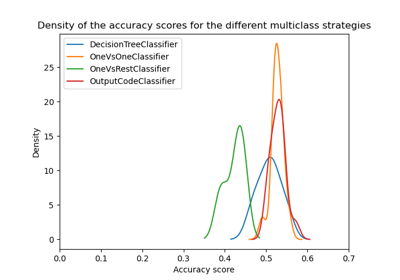 Density of the accuracy scores for the different multiclass strategies
DecisionTreeClassifier
OneVsOneClassifier
OneVsRestClassifier
OutputCodeClassifier
Density
25
20
15
10
5
0
0.0 0.1 0.2 0.3 0.4 0.5 0.6 0.7
Accuracy score